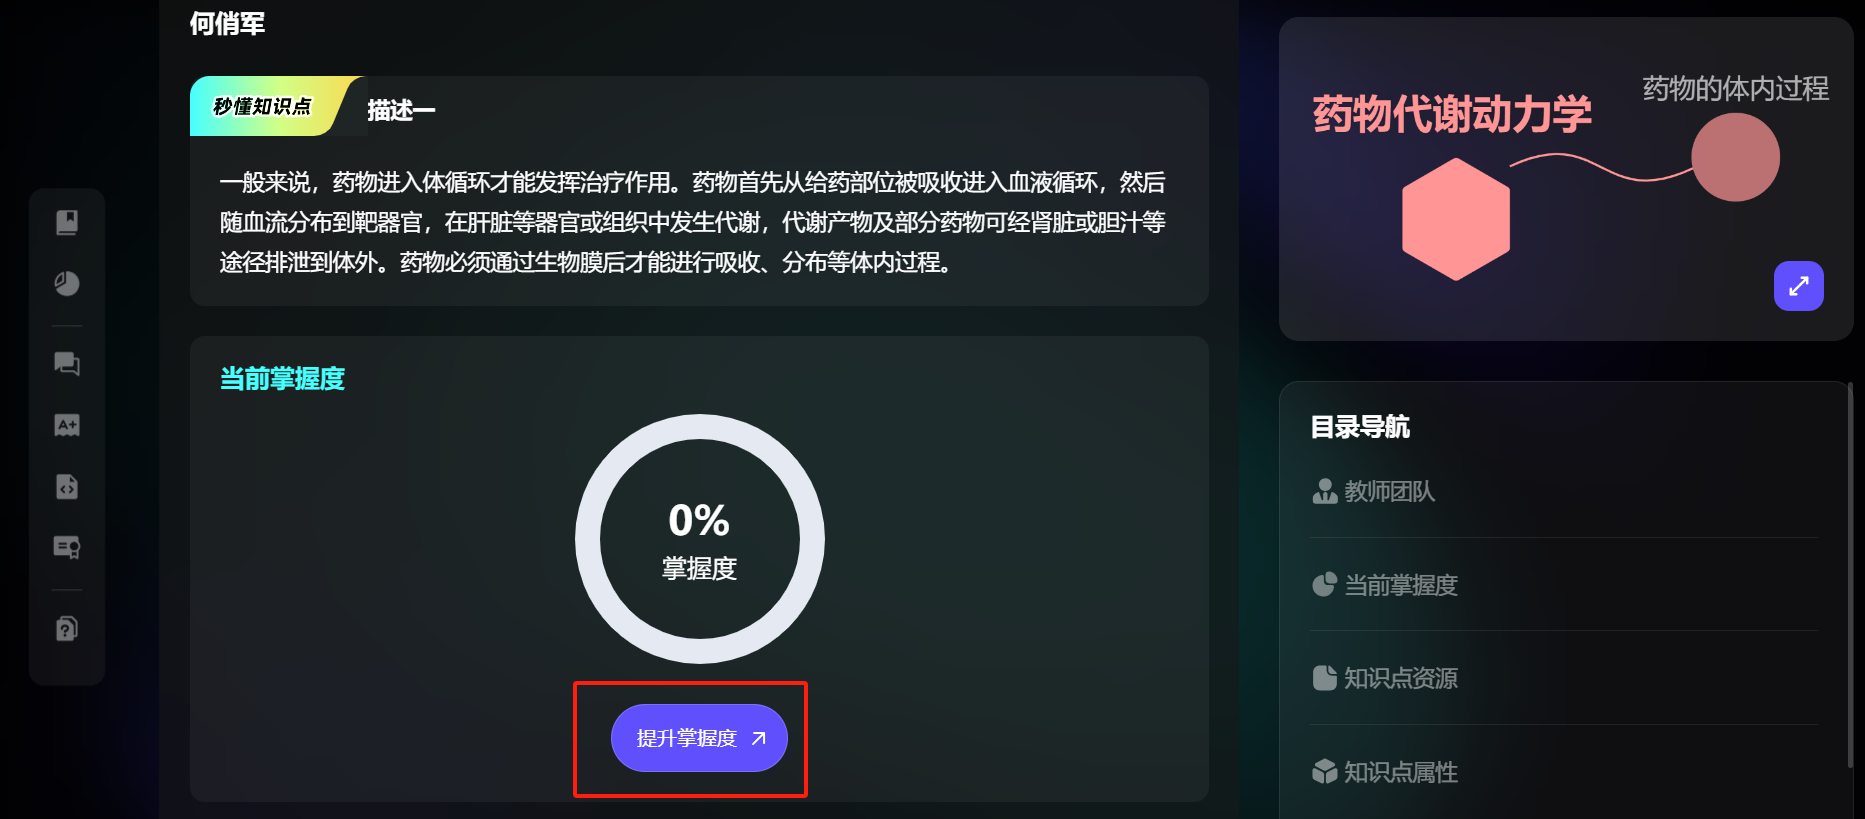 何俏军
秒懂知识点
描述一
一般来说，药物进入体循环才能发挥治疗作用。药物首先从给药部位被吸收进入血液循环，然后
随血流分布到靶器官，在肝脏等器官或组织中发生代谢，代谢产物及部分药物可经肾脏或胆汁等
途径排泄到体外。药物必须通过生物膜后才能进行吸收、分布等体内过程。
当前掌握度
0%
掌握度
提升掌握度
药物的体内过程
药物代谢动力学
目录导航
教师团队
当前掌握度
知识点资源
知识点属性
A+